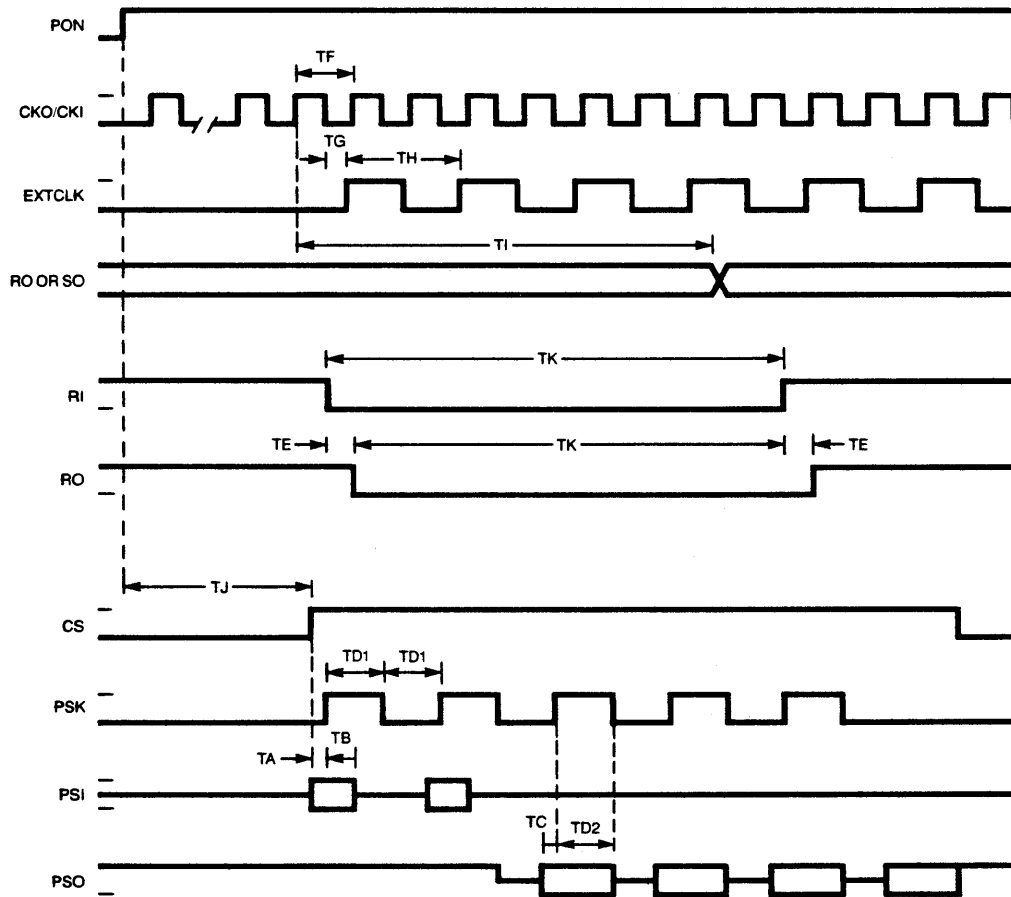 PON
TF
CKO/CKI
TG
TH
EXTCLK
TI
RO OR SO
TK
RI
TE
TK
TE
RO
TJ
CS
TD1
TD1
PSK
TB
TA
PSI
TC
TD2
PSO